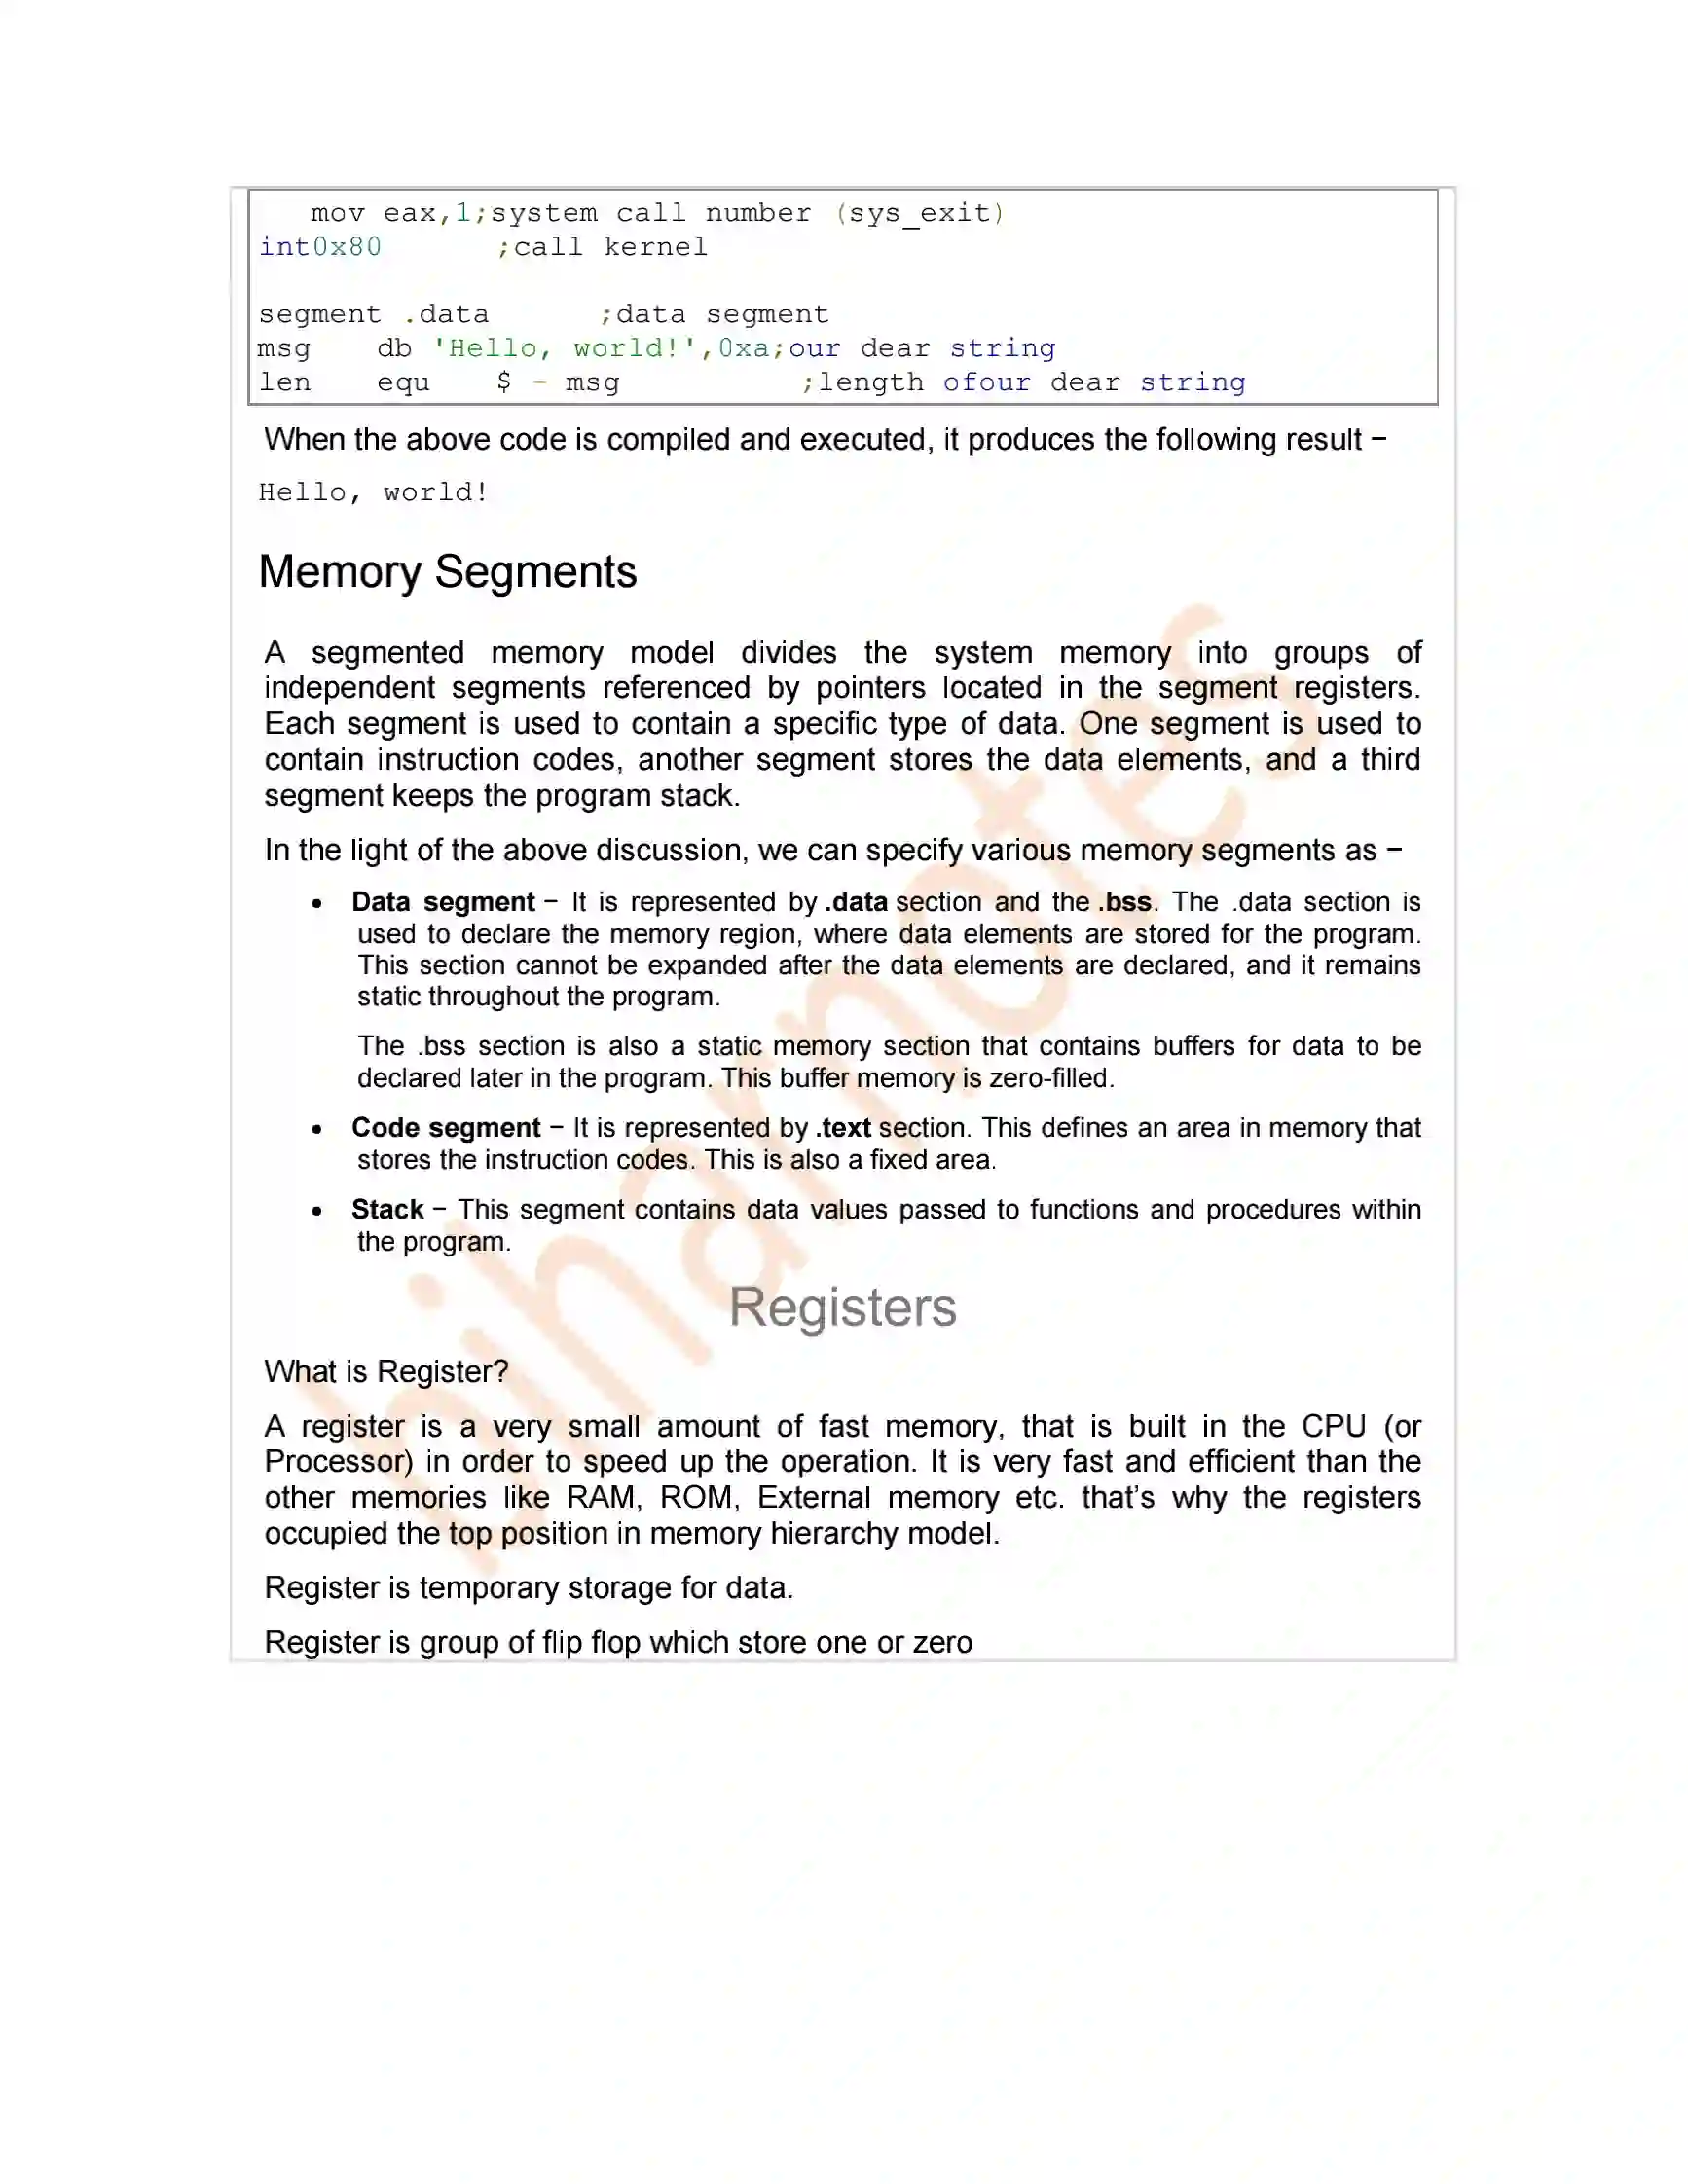 mov eax,1;system call number (sys_exit)
int0x80 ;call kernel
segment .data ;data segment
msg db 'Hello, world!',0xa;our dear string
len equ $ - msg ;length ofour dear string
When the above code is compiled and executed, it produces the following result −
Hello, world!
Memory Segments
A segmented memory model divides the system memory into groups of
independent segments referenced by pointers located in the segment registers.
Each segment is used to contain a specific type of data. One segment is used to
contain instruction codes, another segment stores the data elements, and a third
segment keeps the program stack.
In the light of the above discussion, we can specify various memory segments as −
• Data segment − It is represented by .data section and the .bss. The .data section is
used to declare the memory region, where data elements are stored for the program.
This section cannot be expanded after the data elements are declared, and it remains
static throughout the program.
The .bss section is also a static memory section that contains buffers for data to be
declared later in the program. This buffer memory is zero-filled.
• Code segment − It is represented by .text section. This defines an area in memory that
stores the instruction codes. This is also a fixed area.
• Stack − This segment contains data values passed to functions and procedures within
the program.
Registers
What is Register?
A register is a very small amount of fast memory, that is built in the CPU (or
Processor) in order to speed up the operation. It is very fast and efficient than the
other memories like RAM, ROM, External memory etc. that’s why the registers
occupied the top position in memory hierarchy model.
Register is temporary storage for data.
Register is group of flip flop which store one or zero
biharnotes